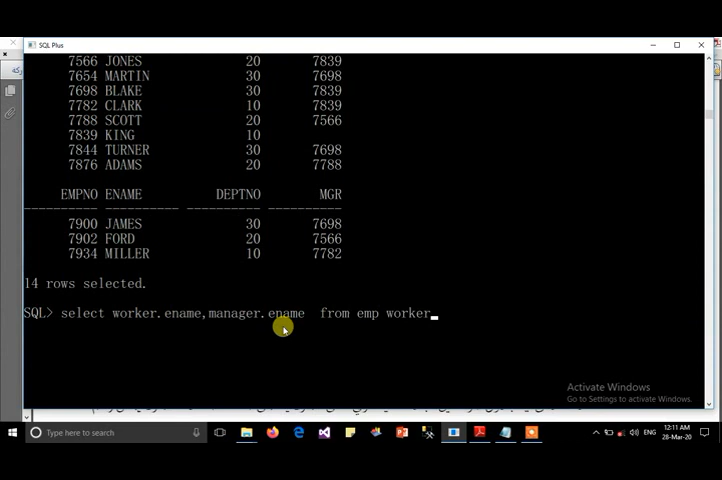 SQL Plus
7566 JONES 20 7839
7654 MARTIN 30 7698
7698 BLAKE 30 7839
7782 CLARK 10 7839
7788 SCOTT 20 7566
7839 KING 10
7844 TURNER 30 7698
7876 ADAMS 20 7788
EMPNO ENAME DEPTNO MGR
---------- ---------- ---------- ----------
7900 JAMES 30 7698
7902 FORD 20 7566
7934 MILLER 10 7782
14 rows selected.
SQL> select worker.ename,manager.ename  from emp worker_
Activate Windows
Go to Settings to activate Windows.
Type here to search
ENG
12:11 AM
28-Mar-20